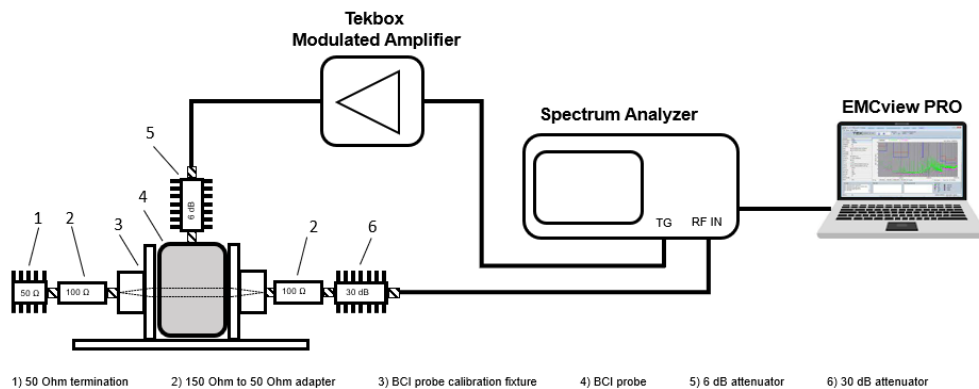 Tekbox
Modulated Amplifier
Spectrum Analyzer
EMCview PRO
TG
RF IN
5
6 dB
4
1
2
3
2
6
50 Ω
100 Ω
100 Ω
30 dB
1) 50 Ohm termination
2) 150 Ohm to 50 Ohm adapter
3) BCI probe calibration fixture
4) BCI probe
5) 6 dB attenuator
6) 30 dB attenuator